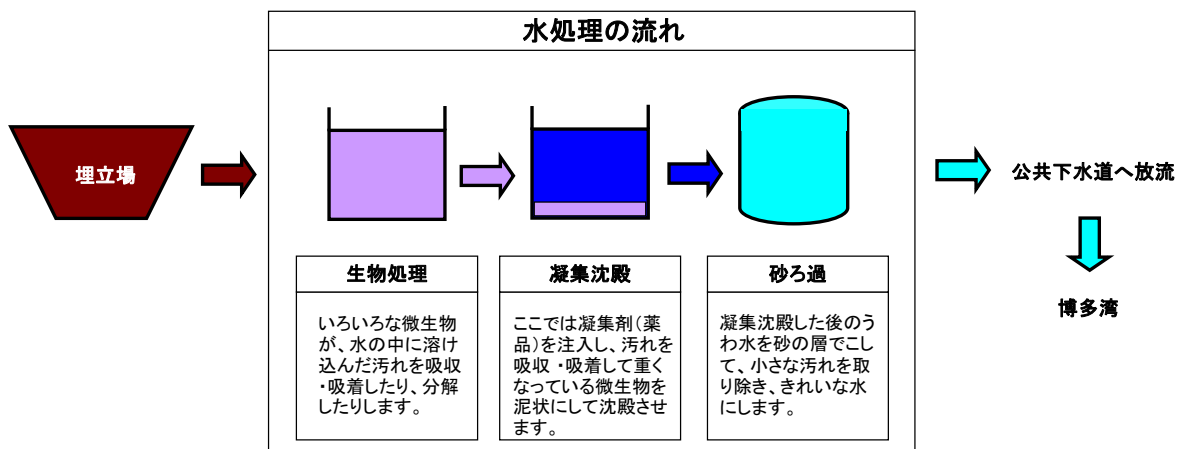 水処理の流れ
埋立場
公共下水道へ放流
博多湾
生物処理
いろいろな微生物
が、水の中に溶け
込んだ汚れを吸収
・吸着したり、分解
したりします。
凝集沈殿
ここでは凝集剤（薬
品）を注入し、汚れを
吸収・吸着して重く
なっている微生物を
泥状にして沈殿させ
ます。
砂ろ過
凝集沈殿した後のう
わ水を砂の層でこし
て、小さな汚れを取
り除き、きれいな水
にします。